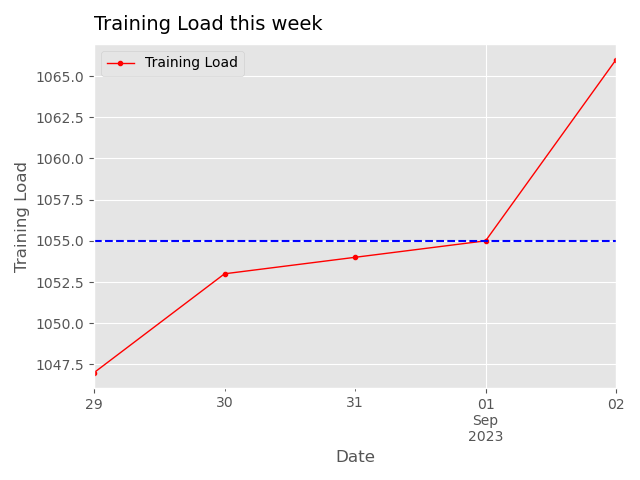 Training Load this week
Training Load
1065.0
1062.5
1060.0
1057.5
1055.0
1052.5
1050.0
1047.5
Training Load
29
30
31
01
02
Sep
2023
Date